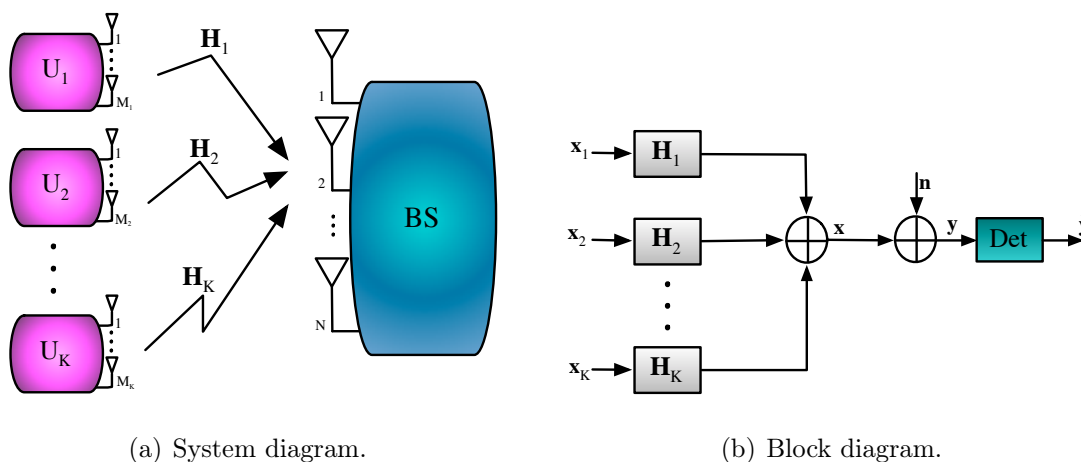 U1
1
M1
H1
U2
1
M2
H2
UK
1
MK
HK
1
2
N
BS
x1
H1
x2
H2
xK
HK
x
n
y
Det
y
(a) System diagram.
(b) Block diagram.